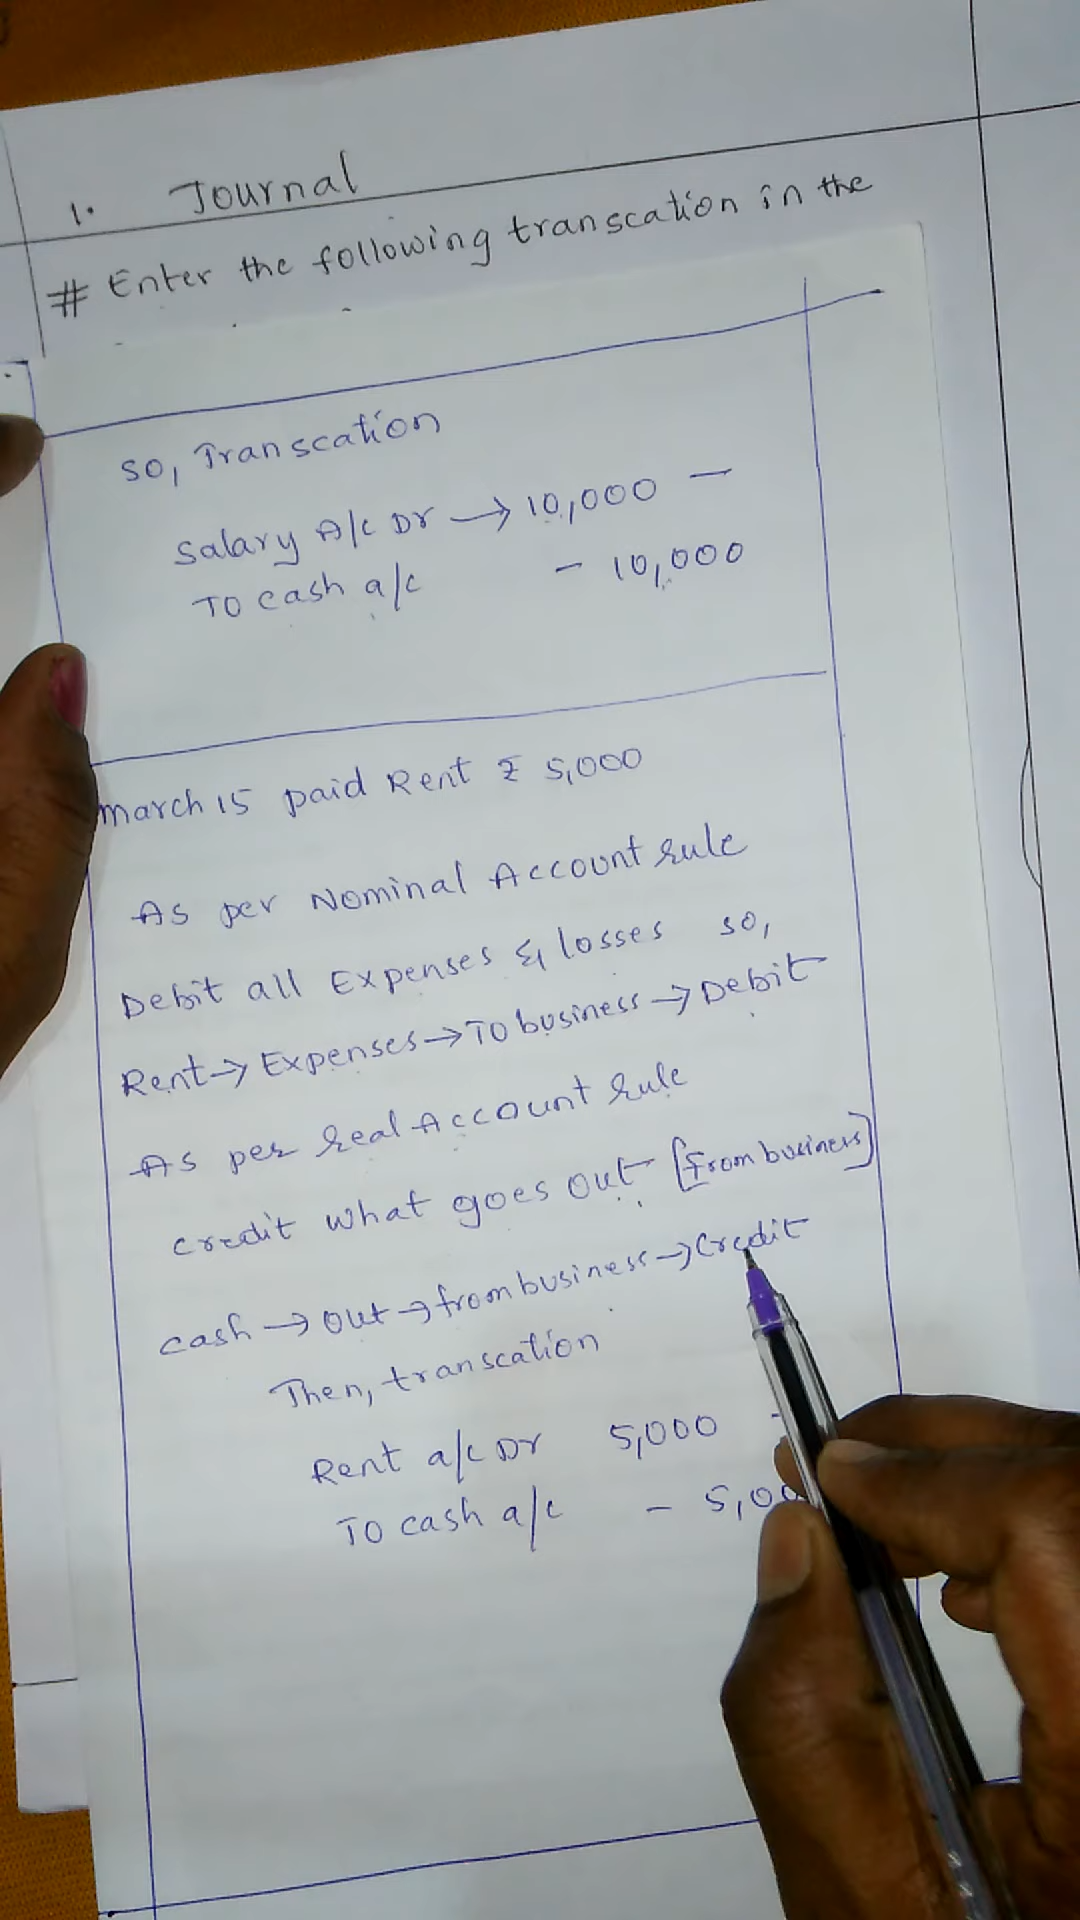 1. Journal
# Enter the following transcation in the
so, Transcation
Salary A/c Dr → 10,000 –
To cash a/c – 10,000
March 15 paid Rent ₹ 5,000
As per Nominal Account rule
Debit all Expenses & losses so,
Rent → Expenses → To business → Debit
As per real Account rule
credit what goes out [from business]
cash → out → from business → Credit
Then, transcation
Rent a/c Dr 5,000 -
To cash a/c – 5,00